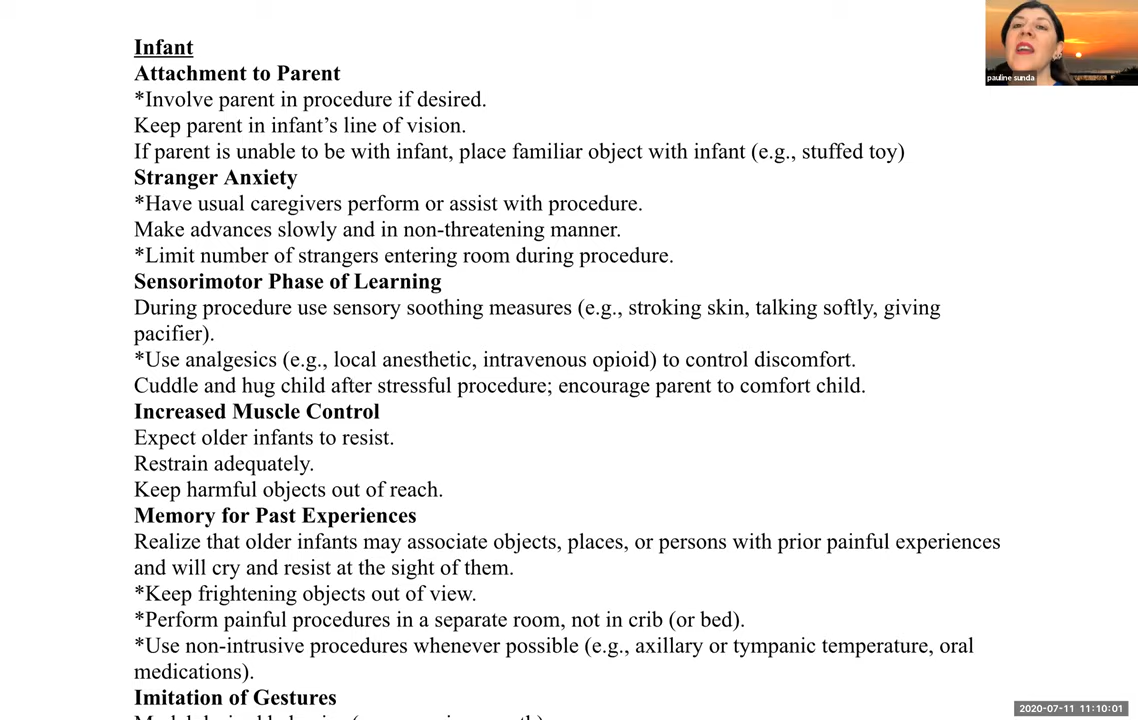 Infant
Attachment to Parent
*Involve parent in procedure if desired.
Keep parent in infant’s line of vision.
If parent is unable to be with infant, place familiar object with infant (e.g., stuffed toy)
Stranger Anxiety
*Have usual caregivers perform or assist with procedure.
Make advances slowly and in non-threatening manner.
*Limit number of strangers entering room during procedure.
Sensorimotor Phase of Learning
During procedure use sensory soothing measures (e.g., stroking skin, talking softly, giving
pacifier).
*Use analgesics (e.g., local anesthetic, intravenous opioid) to control discomfort.
Cuddle and hug child after stressful procedure; encourage parent to comfort child.
Increased Muscle Control
Expect older infants to resist.
Restrain adequately.
Keep harmful objects out of reach.
Memory for Past Experiences
Realize that older infants may associate objects, places, or persons with prior painful experiences
and will cry and resist at the sight of them.
*Keep frightening objects out of view.
*Perform painful procedures in a separate room, not in crib (or bed).
*Use non-intrusive procedures whenever possible (e.g., axillary or tympanic temperature, oral
medications).
Imitation of Gestures
pauline sunda
2020-07-11 11:10:01